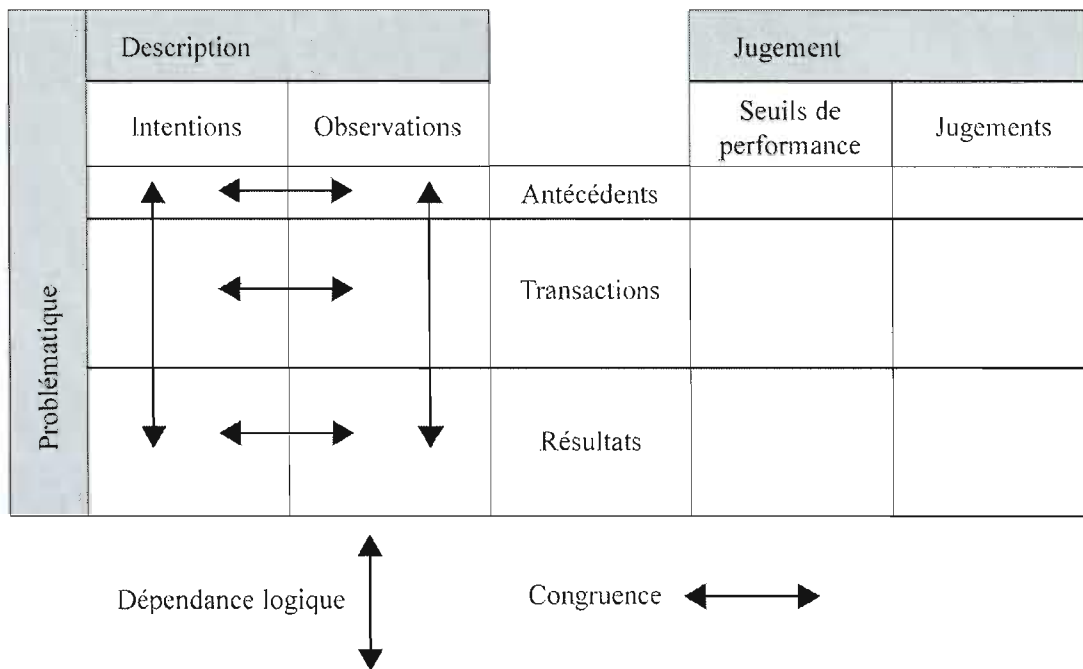 Description
Jugement
Intentions
Observations
Seuils de
performance
Jugements
Problématique
Antécédents
Transactions
Résultats
Dépendance logique
Congruence